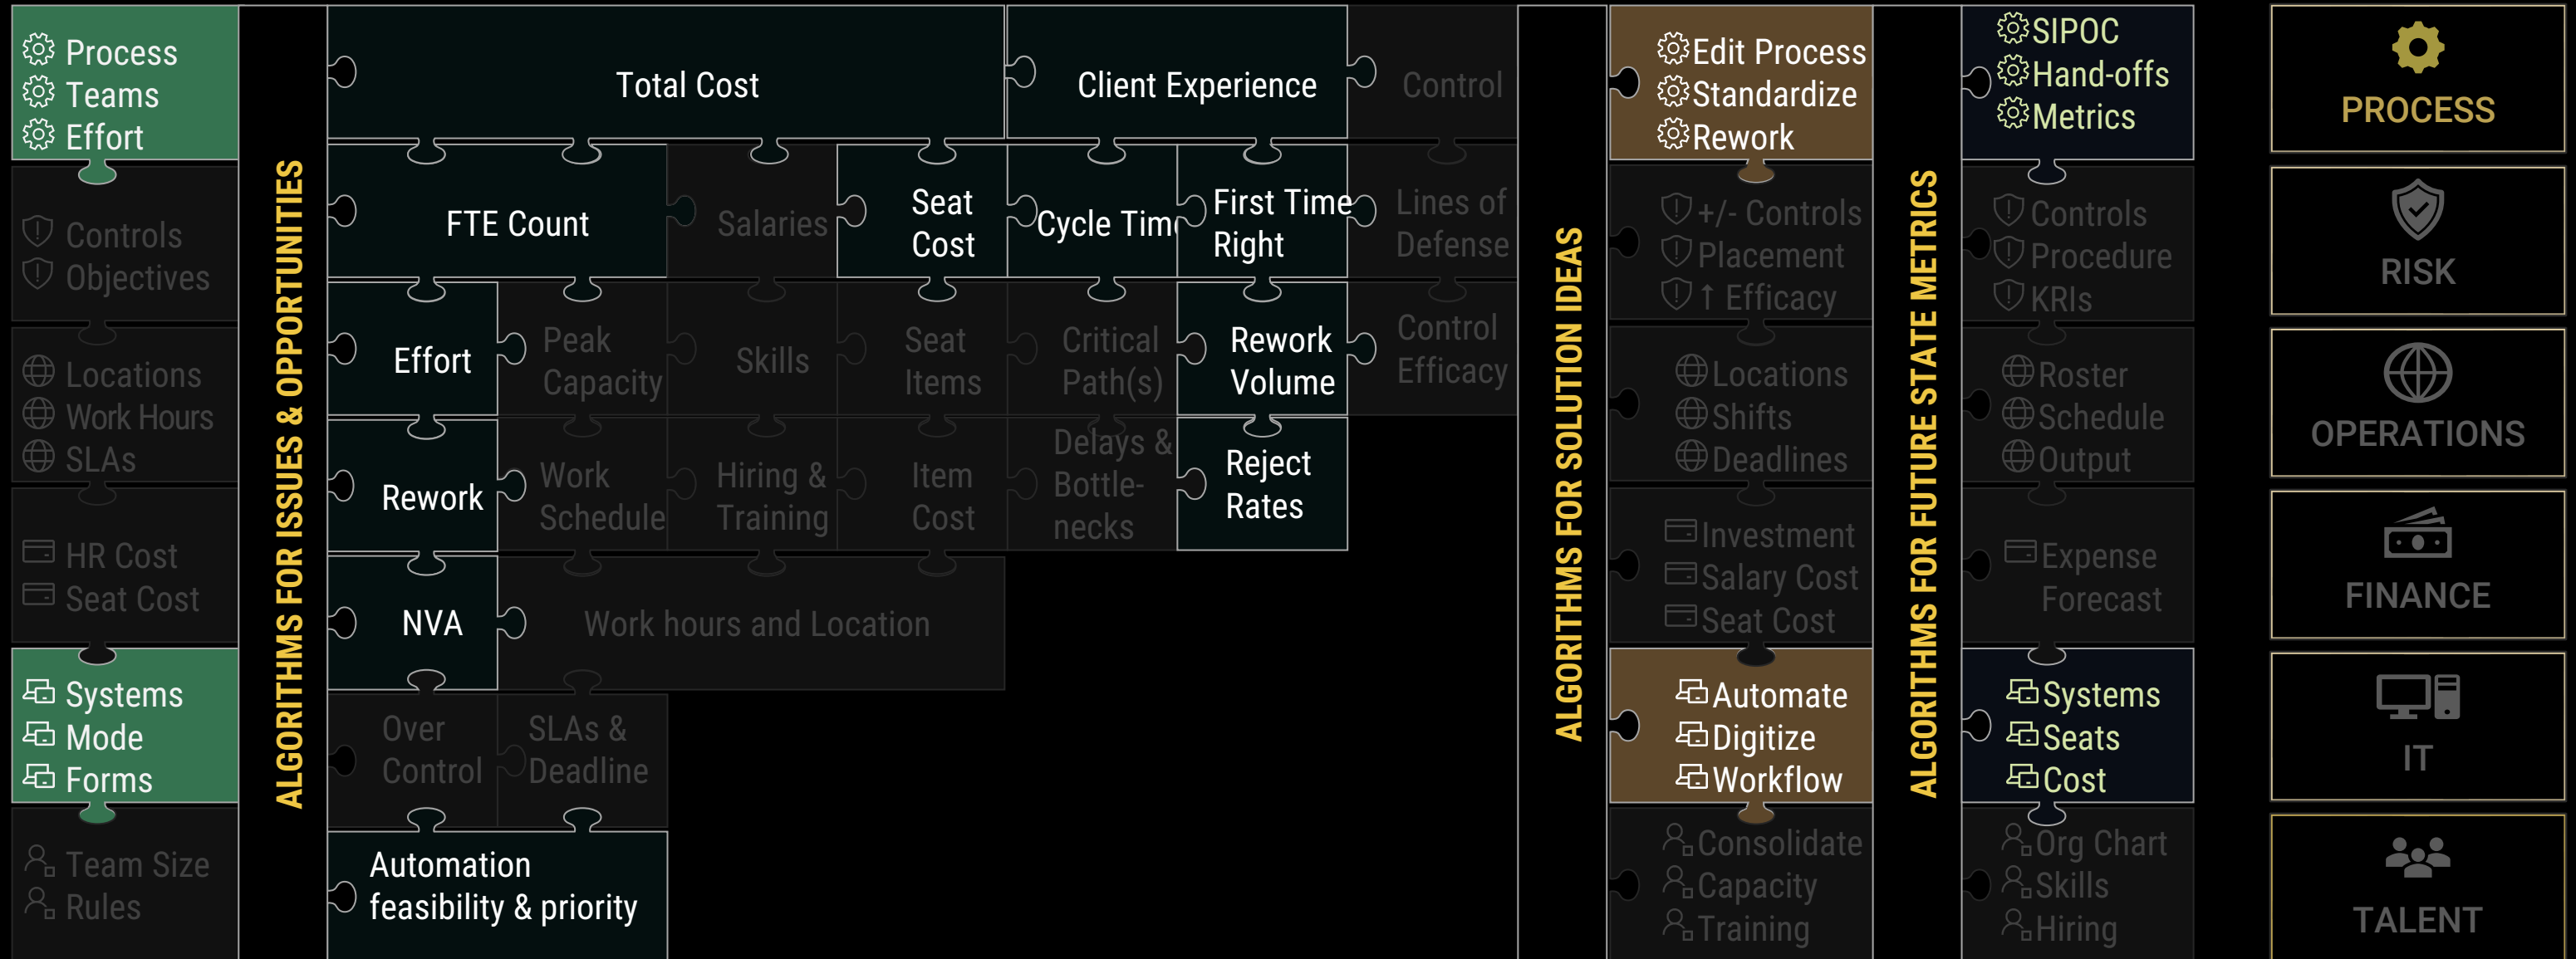 Process
Teams
Effort
Controls
Objectives
Locations
Work Hours
SLAs
HR Cost
Seat Cost
Systems
Mode
Forms
Team Size
Rules
ALGORITHMS FOR ISSUES & OPPORTUNITIES
Total Cost
Client Experience
Control
FTE Count
Salaries
Seat
Cost
Cycle Time
First Time
Right
Lines of
Defense
Effort
Peak
Capacity
Skills
Seat
Items
Critical
Path(s)
Rework
Volume
Control
Efficacy
Rework
Work
Schedule
Hiring &
Training
Item
Cost
Delays &
Bottle-
necks
Reject
Rates
NVA
Work hours and Location
Over
Control
SLAs &
Deadline
Automation
feasibility & priority
ALGORITHMS FOR SOLUTION IDEAS
Edit Process
Standardize
Rework
+/- Controls
Placement
↑ Efficacy
Locations
Shifts
Deadlines
Investment
Salary Cost
Seat Cost
Automate
Digitize
Workflow
Consolidate
Capacity
Training
ALGORITHMS FOR FUTURE STATE METRICS
SIPOC
Hand-offs
Metrics
Controls
Procedure
KRIs
Roster
Schedule
Output
Expense
Forecast
Systems
Seats
Cost
Org Chart
Skills
Hiring
PROCESS
RISK
OPERATIONS
FINANCE
IT
TALENT